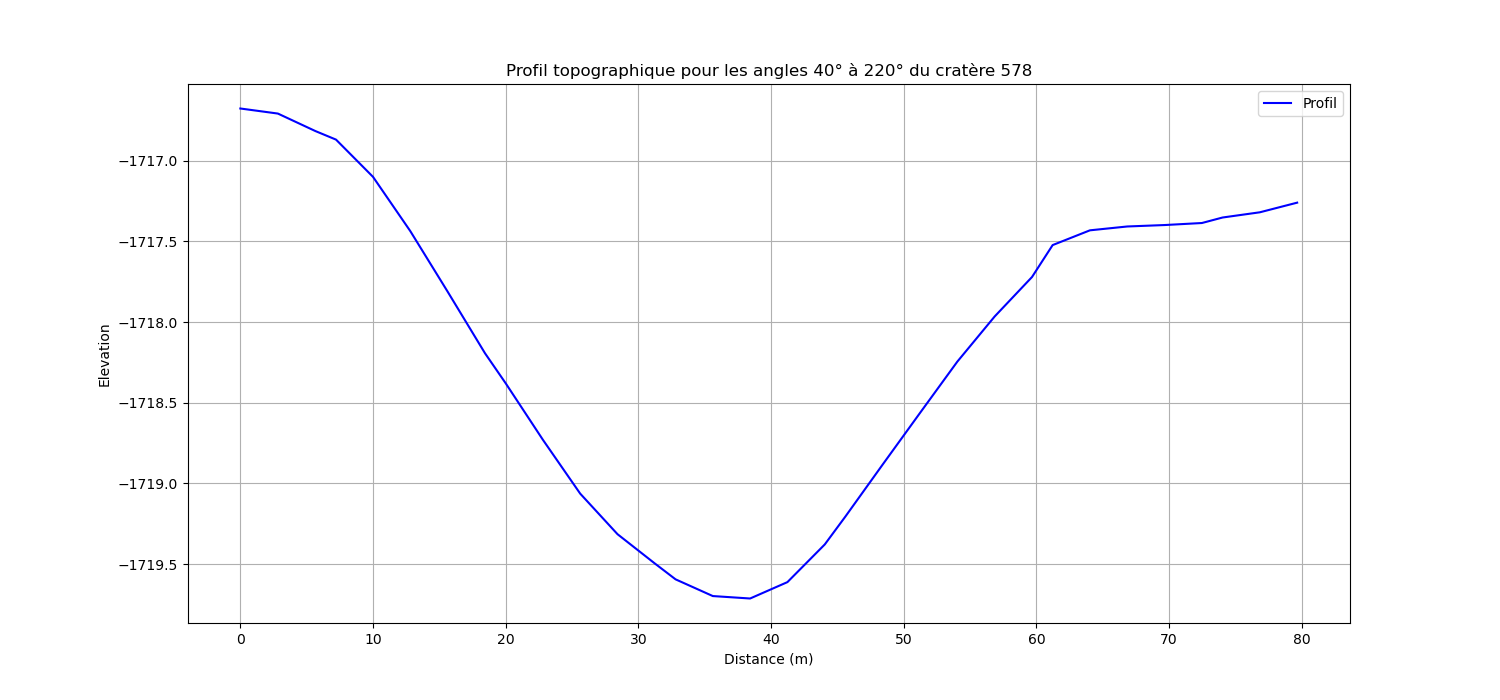 Profil topographique pour les angles 40° à 220° du cratère 578
Profil
−1717.0
−1717.5
−1718.0
−1718.5
−1719.0
−1719.5
Elevation
0 10 20 30 40 50 60 70 80
Distance (m)